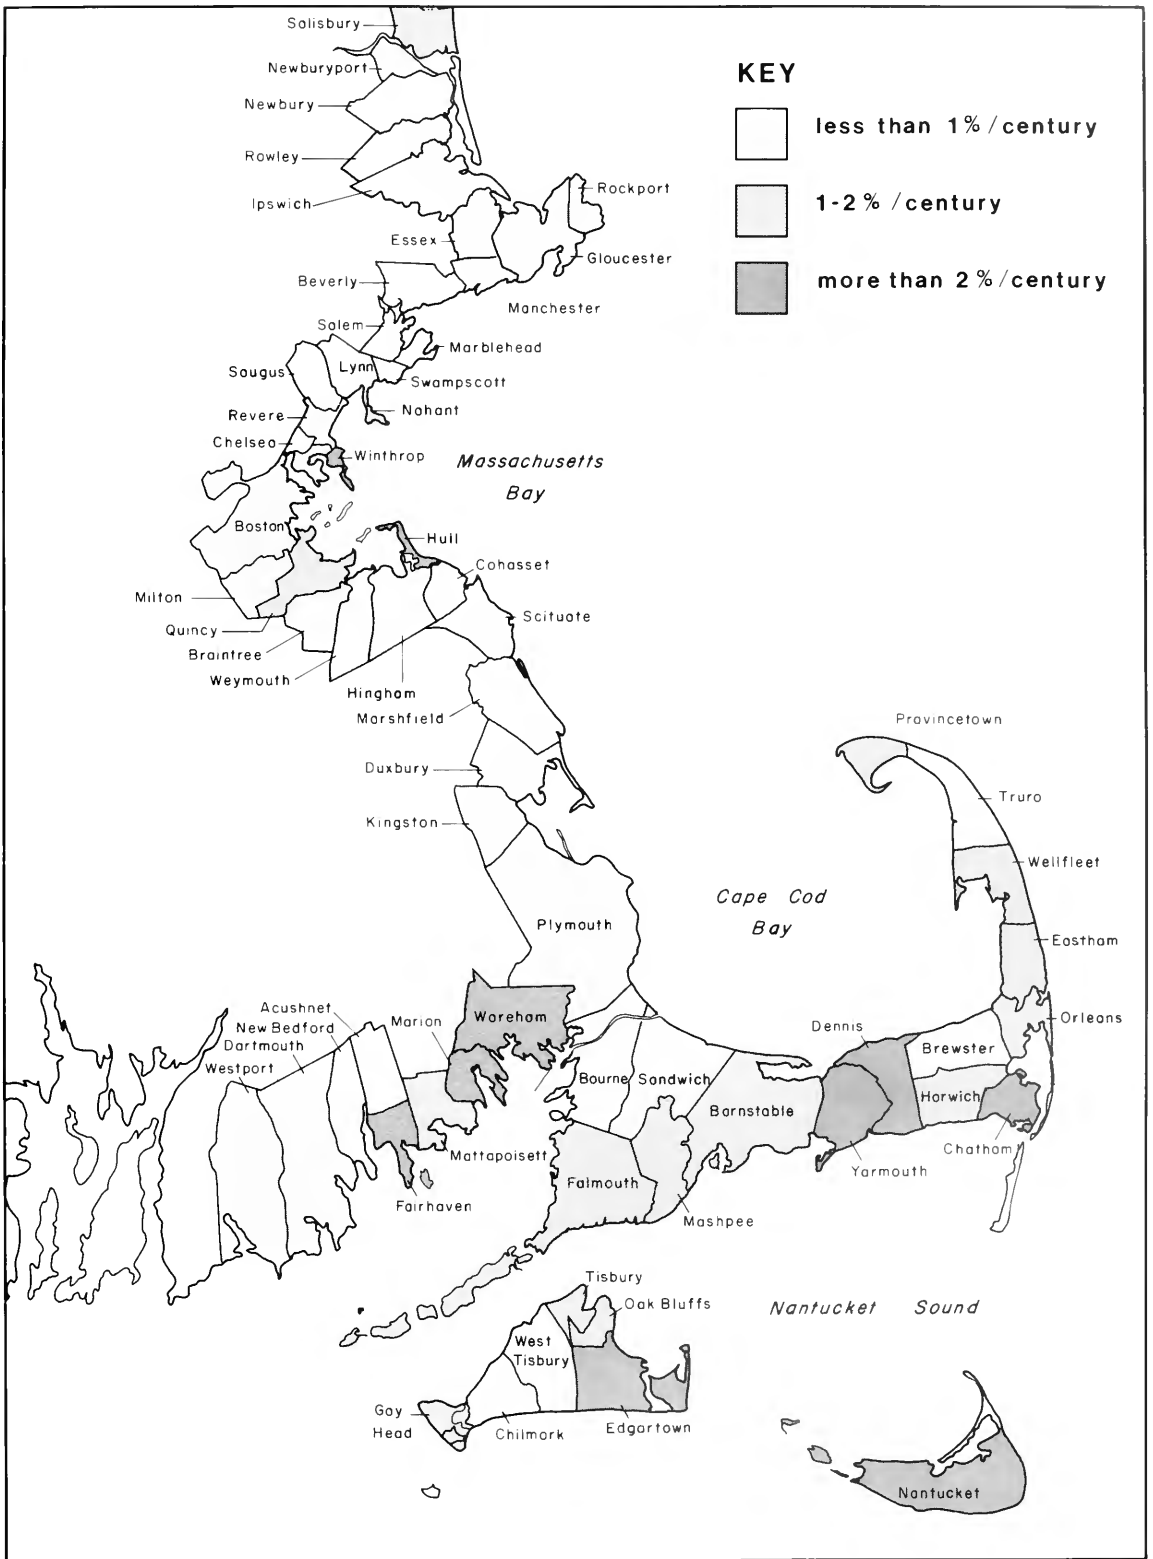 KEY
less than 1%/century
1-2% /century
more than 2%/century
Salisbury
Newburyport
Newbury
Rowley
Ipswich
Rockport
Essex
Gloucester
Beverly
Manchester
Salem
Marblehead
Lynn
Saugus
Swampscott
Nahant
Revere
Chelsea
Winthrop
Massachusetts
Bay
Boston
Hull
Cohasset
Milton
Scituate
Quincy
Braintree
Weymouth
Hingham
Marshfield
Provincetown
Duxbury
Truro
Kingston
Wellfleet
Cape Cod
Bay
Plymouth
Eastham
Acushnet
New Bedford
Dartmouth
Westport
Marion
Wareham
Dennis
Orleans
Brewster
Bourne
Sandwich
Barnstable
Harwich
Chatham
Mattapoisett
Yarmouth
Falmouth
Fairhaven
Mashpee
Tisbury
Oak Bluffs
Nantucket Sound
West
Tisbury
Gay
Head
Chilmark
Edgartown
Nantucket